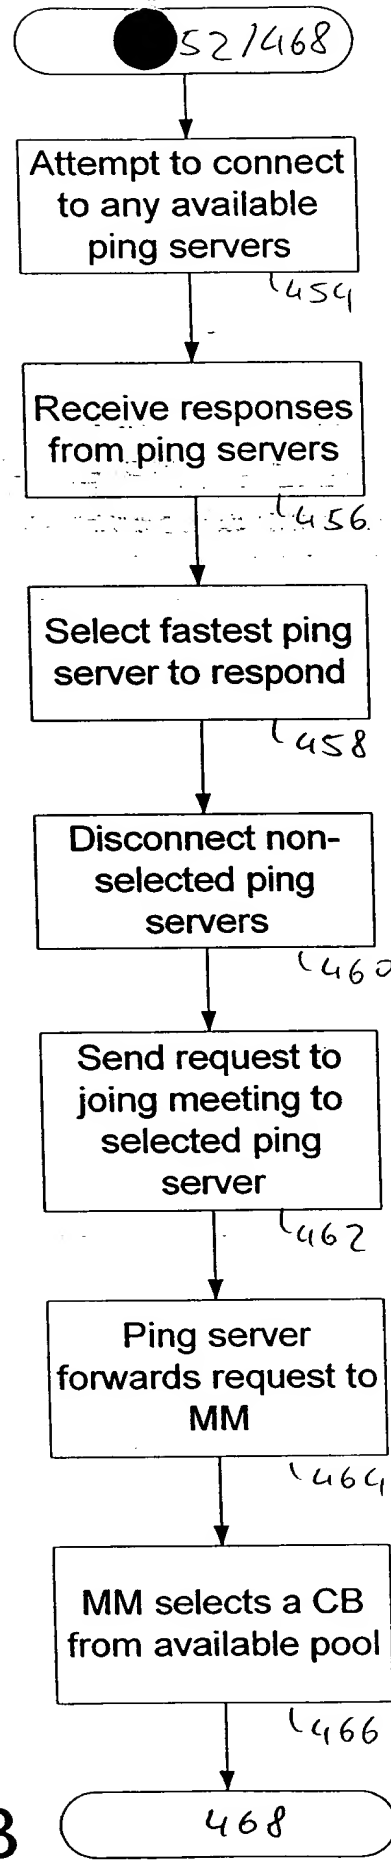 52/468
Attempt to connect
to any available
ping servers
454
Receive responses
from ping servers
456
Select fastest ping
server to respond
458
Disconnect non-
selected ping
servers
460
Send request to
joing meeting to
selected ping
server
462
Ping server
forwards request to
MM
464
MM selects a CB
from available pool
466
468